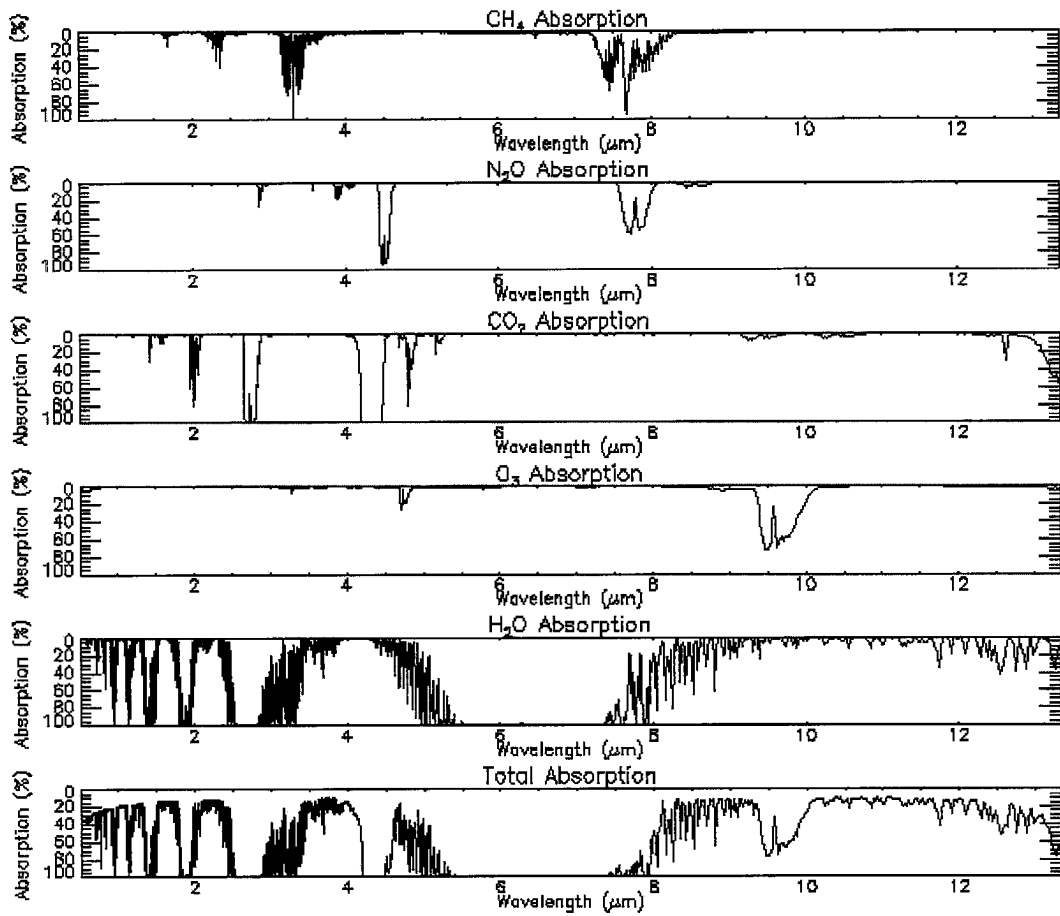 CH₄ Absorption
Absorption (%)
0
20
40
60
80
100
2 4 6 8 10 12
Wavelength (μm)
N₂O Absorption
Absorption (%)
0
20
40
60
80
100
2 4 6 8 10 12
Wavelength (μm)
CO₂ Absorption
Absorption (%)
0
20
40
60
80
100
2 4 6 8 10 12
Wavelength (μm)
O₃ Absorption
Absorption (%)
0
20
40
60
80
100
2 4 6 8 10 12
Wavelength (μm)
H₂O Absorption
Absorption (%)
0
20
40
60
80
100
2 4 6 8 10 12
Wavelength (μm)
Total Absorption
Absorption (%)
0
20
40
60
80
100
2 4 6 8 10 12
Wavelength (μm)